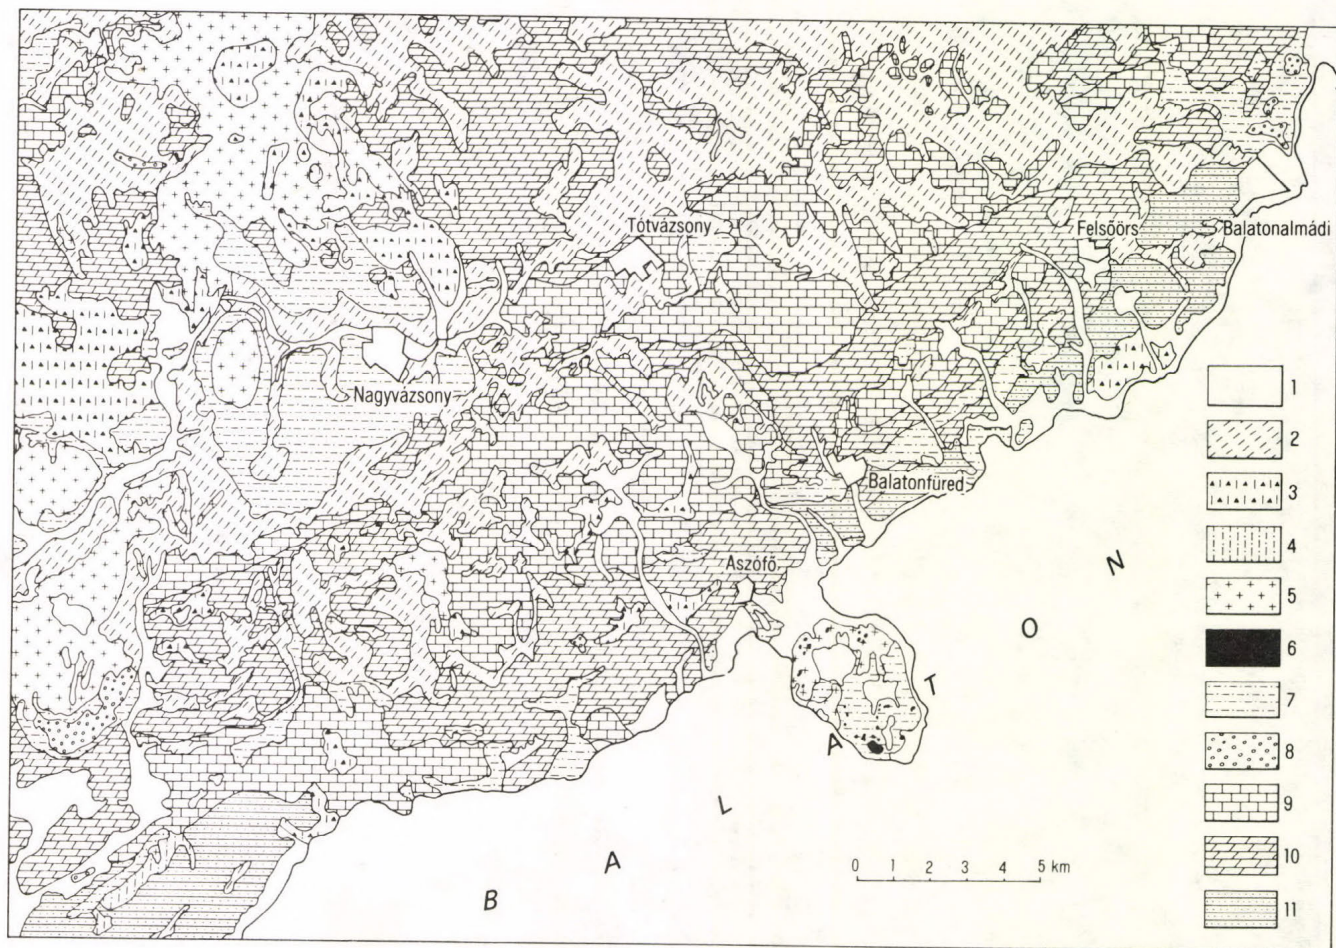 Tótvázsony
Felsőörs
Balatonalmádi
Nagyvázsony
Balatonfüred
Aszófő
B A L A T O N
0 1 2 3 4 5 km
1
2
3
4
5
6
7
8
9
10
11